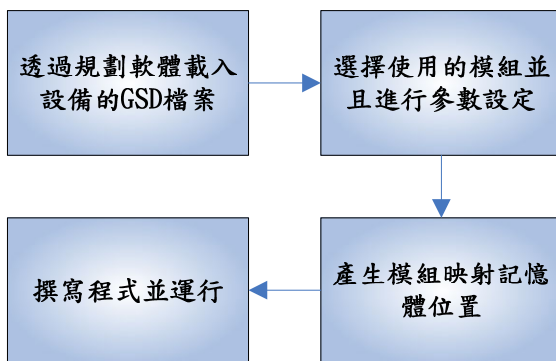 透過規劃軟體載入
設備的GSD檔案
選擇使用的模組並
且進行參數設定
產生模組映射記憶
體位置
撰寫程式並運行